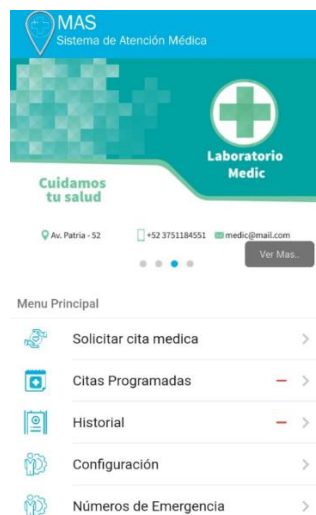 MAS
Sistema de Atención Médica
Laboratorio
Medic
Cuidamos
tu salud
Av. Patria - 52
+52 3751184551
medic@mail.com
Ver Mas..
Menu Principal
Solicitar cita medica
Citas Programadas
Historial
Configuración
Números de Emergencia